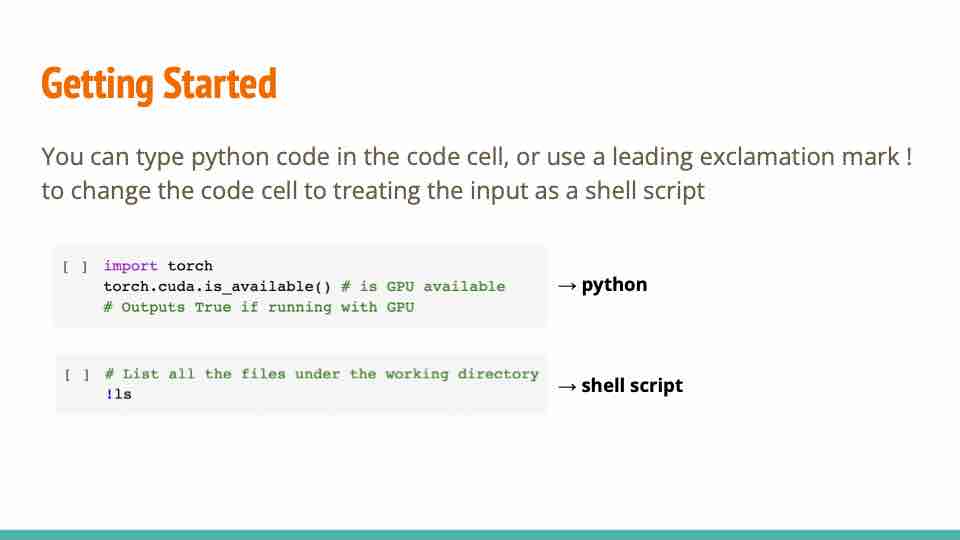 Getting Started
You can type python code in the code cell, or use a leading exclamation mark !
to change the code cell to treating the input as a shell script
[ ] import torch
torch.cuda.is_available() # is GPU available
# Outputs True if running with GPU
→ python
[ ] # List all the files under the working directory
!ls
→ shell script